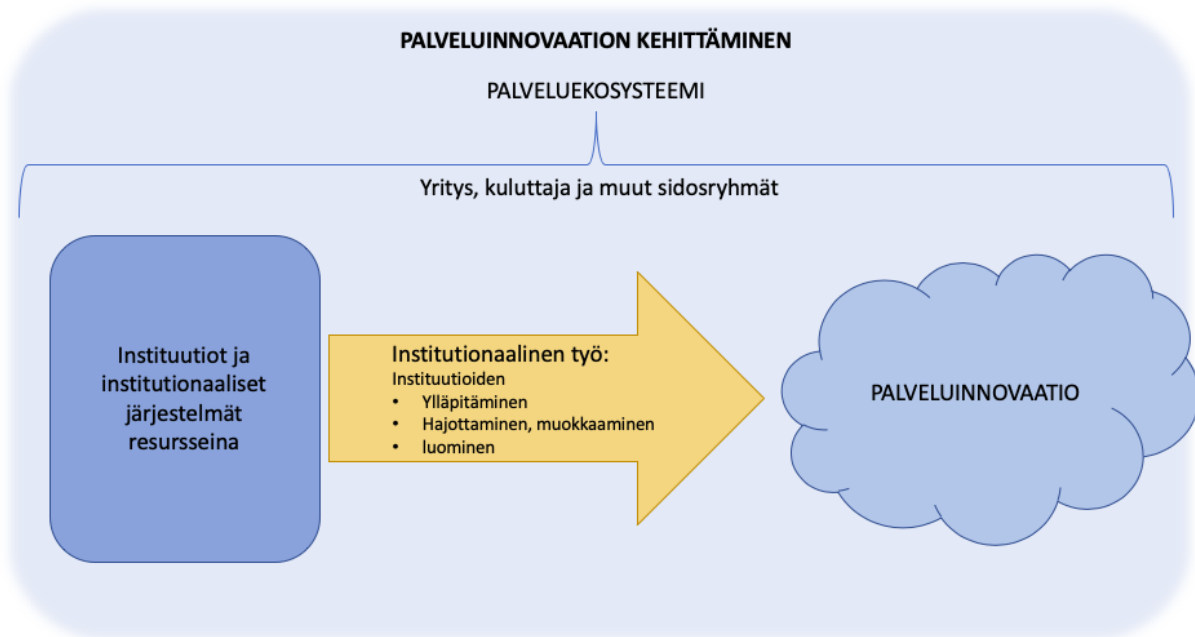 PALVELUINNOVAATION KEHITTÄMINEN
PALVELUEKOSYSTEEMI
Yritys, kuluttaja ja muut sidosryhmät
Instituutiot ja
institutionaaliset
järjestelmät
resursseina
Institutionaalinen työ:
Instituutioiden
• Ylläpitäminen
• Hajottaminen, muokkaaminen
• luominen
PALVELUINNOVAATIO